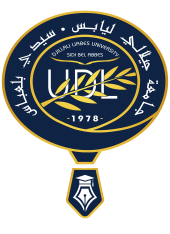 جامعة جيلالي ليابس • سيدي بلعباس
DJILLALI LIABES UNIVERSITY
SIDI BEL ABBES
UDL
-1978-